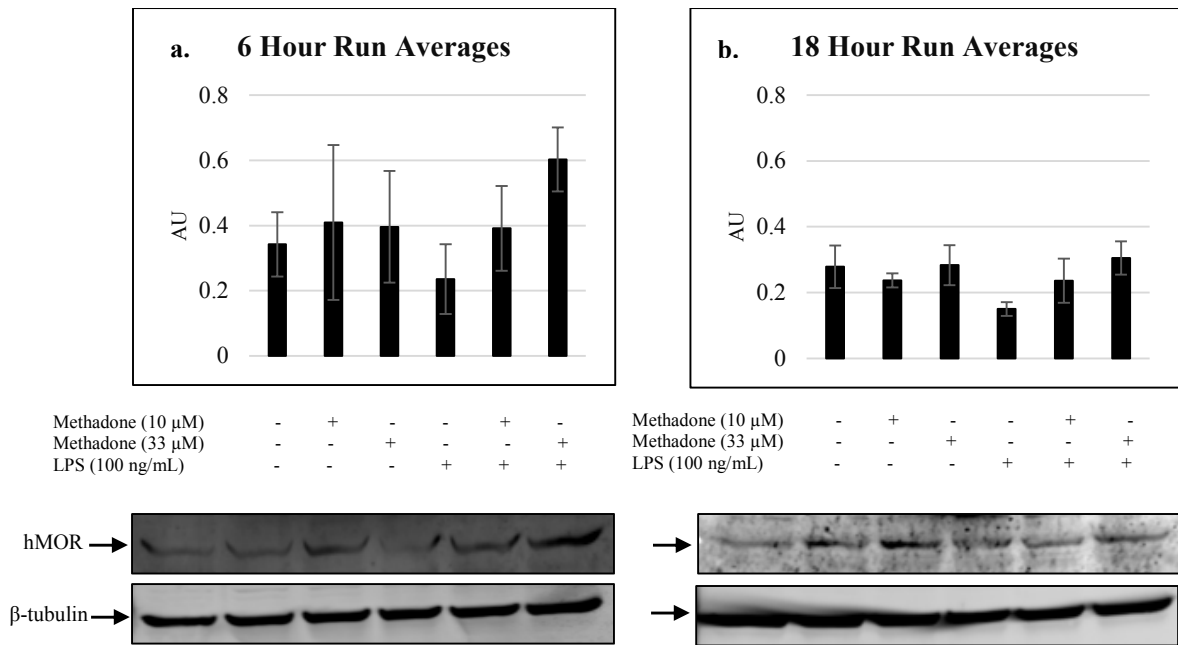 a. 6 Hour Run Averages
0.8
0.6
0.4
0.2
0
AU
b. 18 Hour Run Averages
0.8
0.6
0.4
0.2
0
AU
Methadone (10 µM) - + - - + -
Methadone (33 µM) - - + - - +
LPS (100 ng/mL) - - - + + +
Methadone (10 µM) - + - - + -
Methadone (33 µM) - - + - - +
LPS (100 ng/mL) - - - + + +
hMOR
β-tubulin